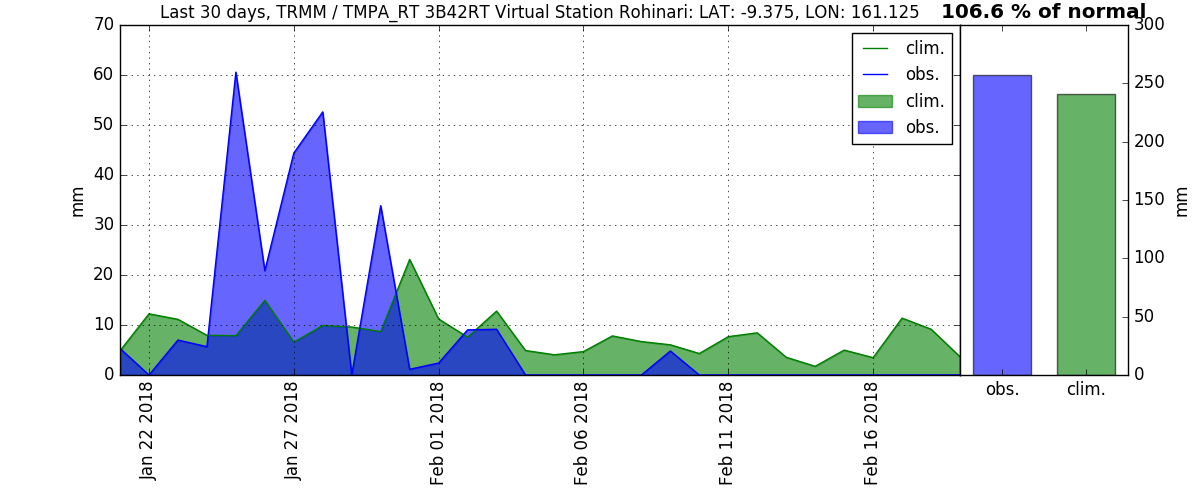 Last 30 days, TRMM / TMPA_RT 3B42RT Virtual Station Rohinari: LAT: -9.375, LON: 161.125
106.6 % of normal
70
60
50
40
30
20
10
0
mm
clim.
obs.
clim.
obs.
300
250
200
150
100
50
0
mm
Jan 22 2018
Jan 27 2018
Feb 01 2018
Feb 06 2018
Feb 11 2018
Feb 16 2018
obs.
clim.